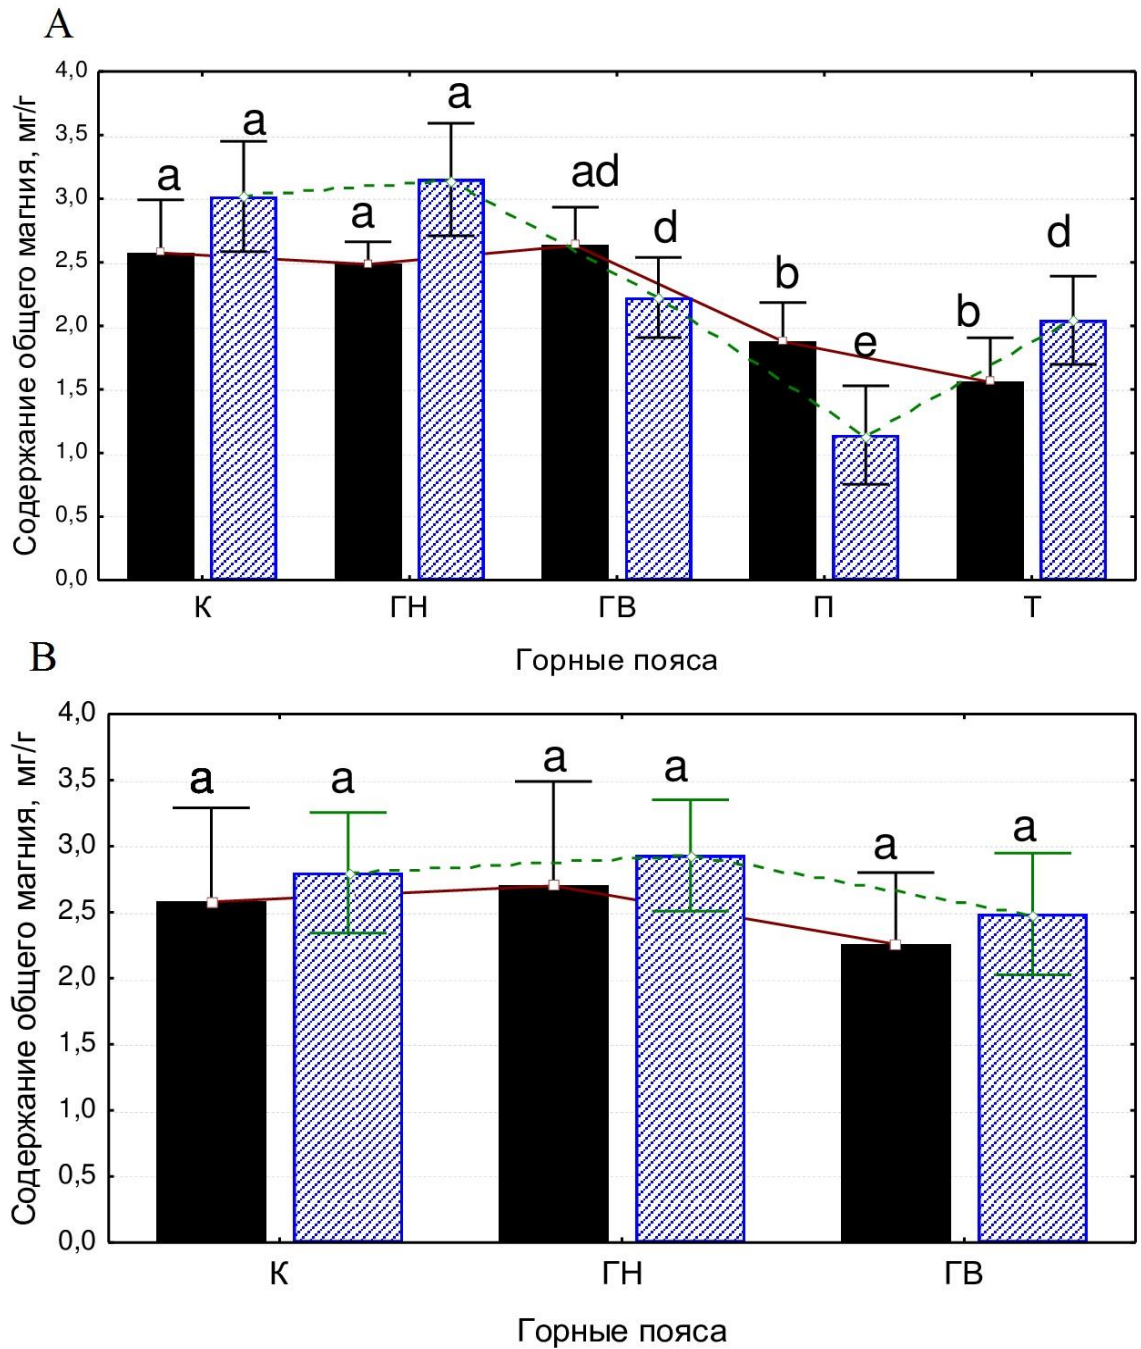 А
Содержание общего магния, мг/г
4,0
3,5
3,0
2,5
2,0
1,5
1,0
0,5
0,0
a
a
a
a
ad
d
b
e
b
d
К ГН ГВ П Т
Горные пояса
В
Содержание общего магния, мг/г
4,0
3,5
3,0
2,5
2,0
1,5
1,0
0,5
0,0
a
a
a
a
a
a
К ГН ГВ
Горные пояса